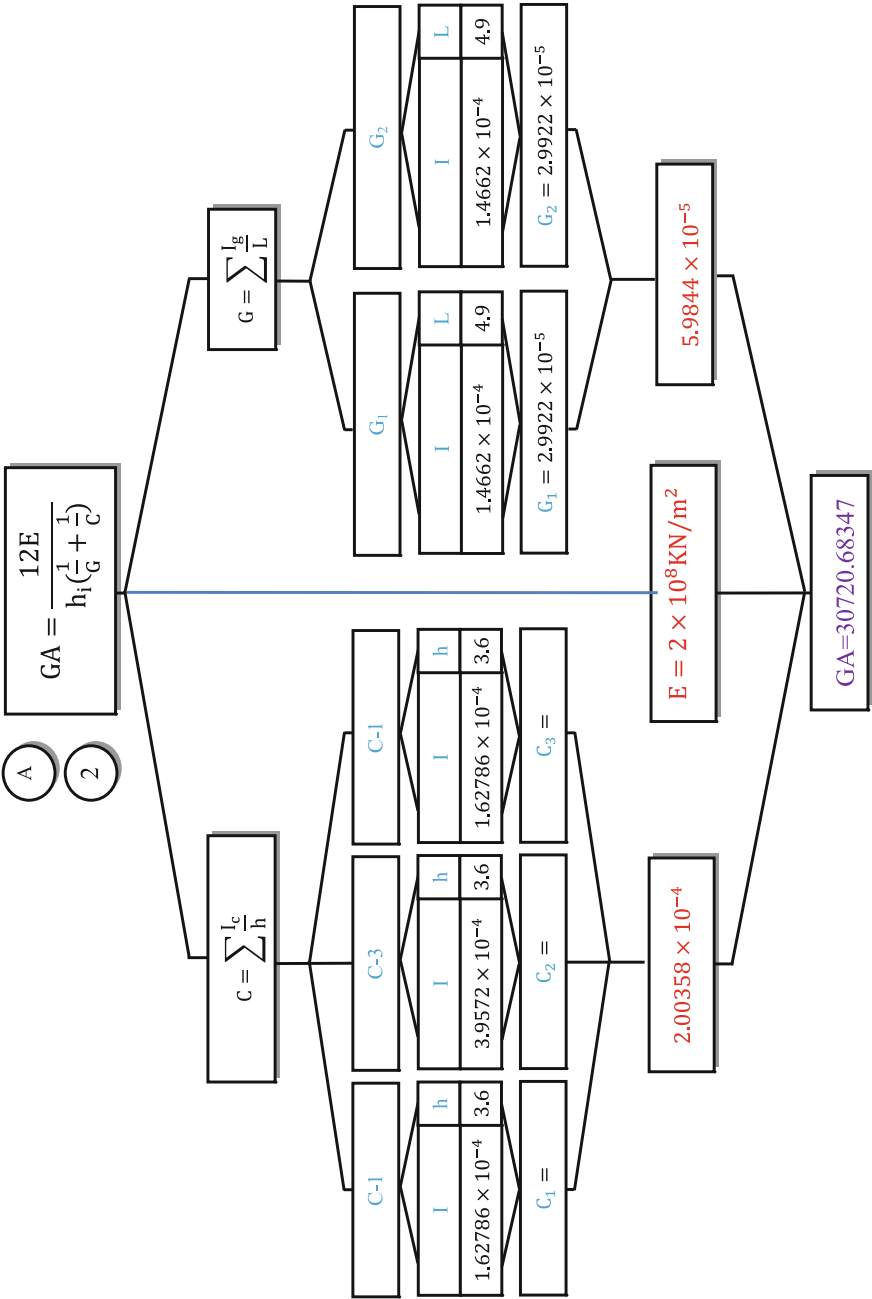 A
2
GA = 12E / h_i(1/G + 1/C)
C = ∑ I_c/h
G = ∑ I_g/L
C-1
C-3
C-1
G₁
G₂
I h
1.62786 × 10⁻⁴ 3.6
I h
3.9572 × 10⁻⁴ 3.6
I h
1.62786 × 10⁻⁴ 3.6
I L
1.4662 × 10⁻⁴ 4.9
I L
1.4662 × 10⁻⁴ 4.9
C₁ =
C₂ =
C₃ =
G₁ = 2.9922 × 10⁻⁵
G₂ = 2.9922 × 10⁻⁵
2.00358 × 10⁻⁴
E = 2 × 10⁸KN/m²
5.9844 × 10⁻⁵
GA=30720.68347